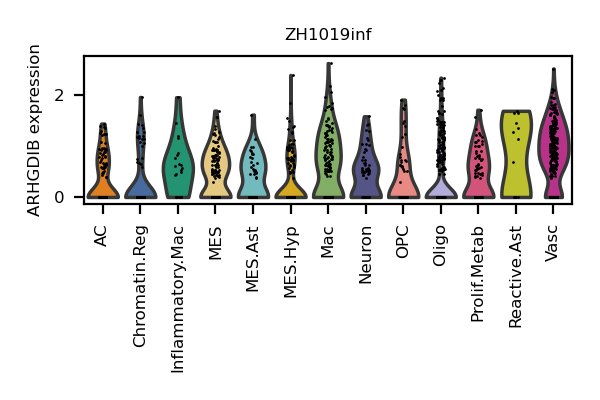 ZH1019inf
ARHGDIB expression
2
0
AC
Chromatin.Reg
Inflammatory.Mac
MES
MES.Ast
MES.Hyp
Mac
Neuron
OPC
Oligo
Prolif.Metab
Reactive.Ast
Vasc